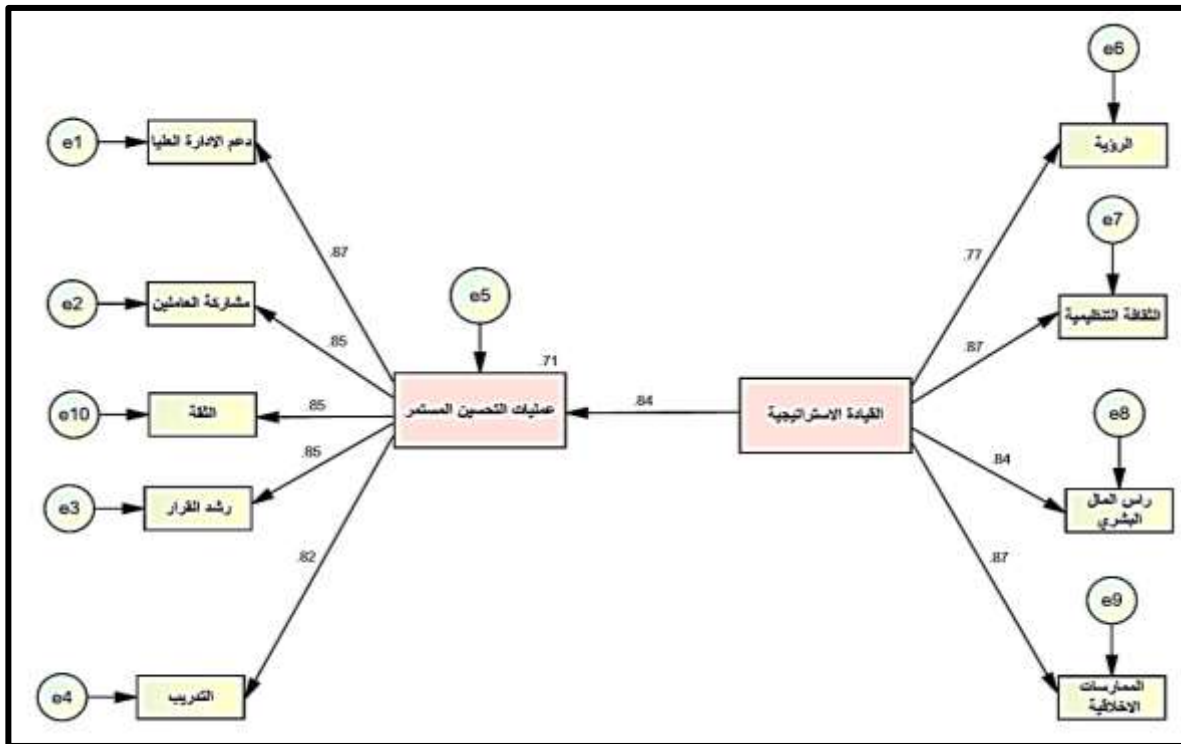 e6
e1
دعم الادارة العليا
الرؤية
e7
.87
.77
e2
مشاركة العاملين
e5
الثقافة التنظيمية
.85
.87
.71
e10
الثقة
.85
عمليات التحسين المستمر
.84
القيادة الاستراتيجية
e8
.85
.84
e3
رشد القرار
راس المال
البشري
.82
.87
e9
e4
التدريب
الممارسات
الاخلاقية